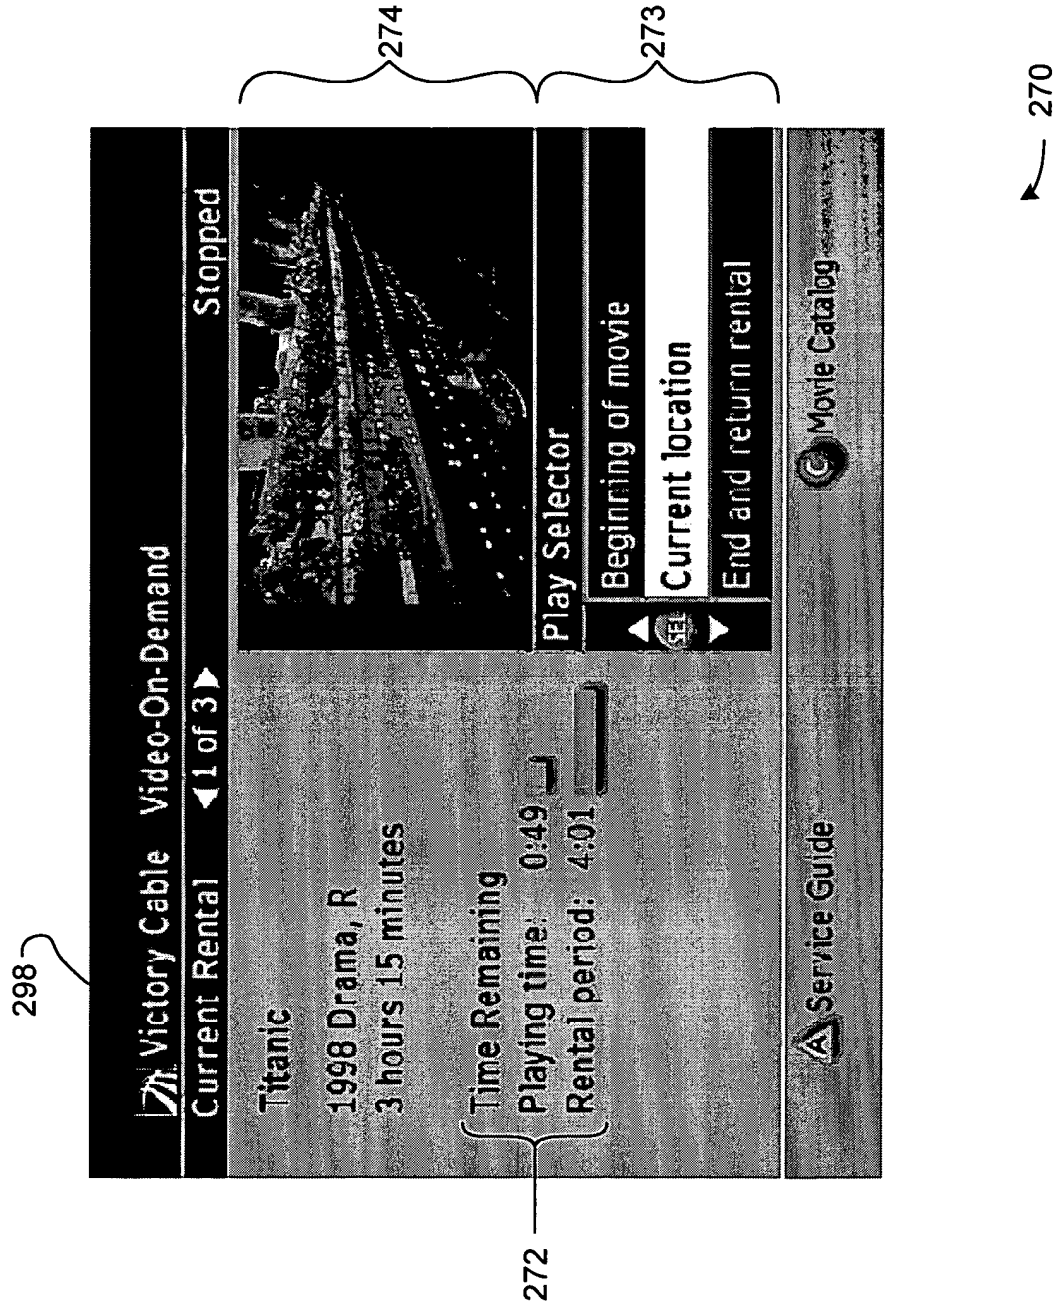 298
Victory Cable Video-On-Demand
Current Rental 1 of 3 Stopped
Titanic
1998 Drama, R
3 hours 15 minutes
Time Remaining
Playing time: 0:49
Rental period: 4:01
272
274
Play Selector
Beginning of movie
SEL
Current location
End and return rental
273
A Service Guide
C Movie Catalog
270